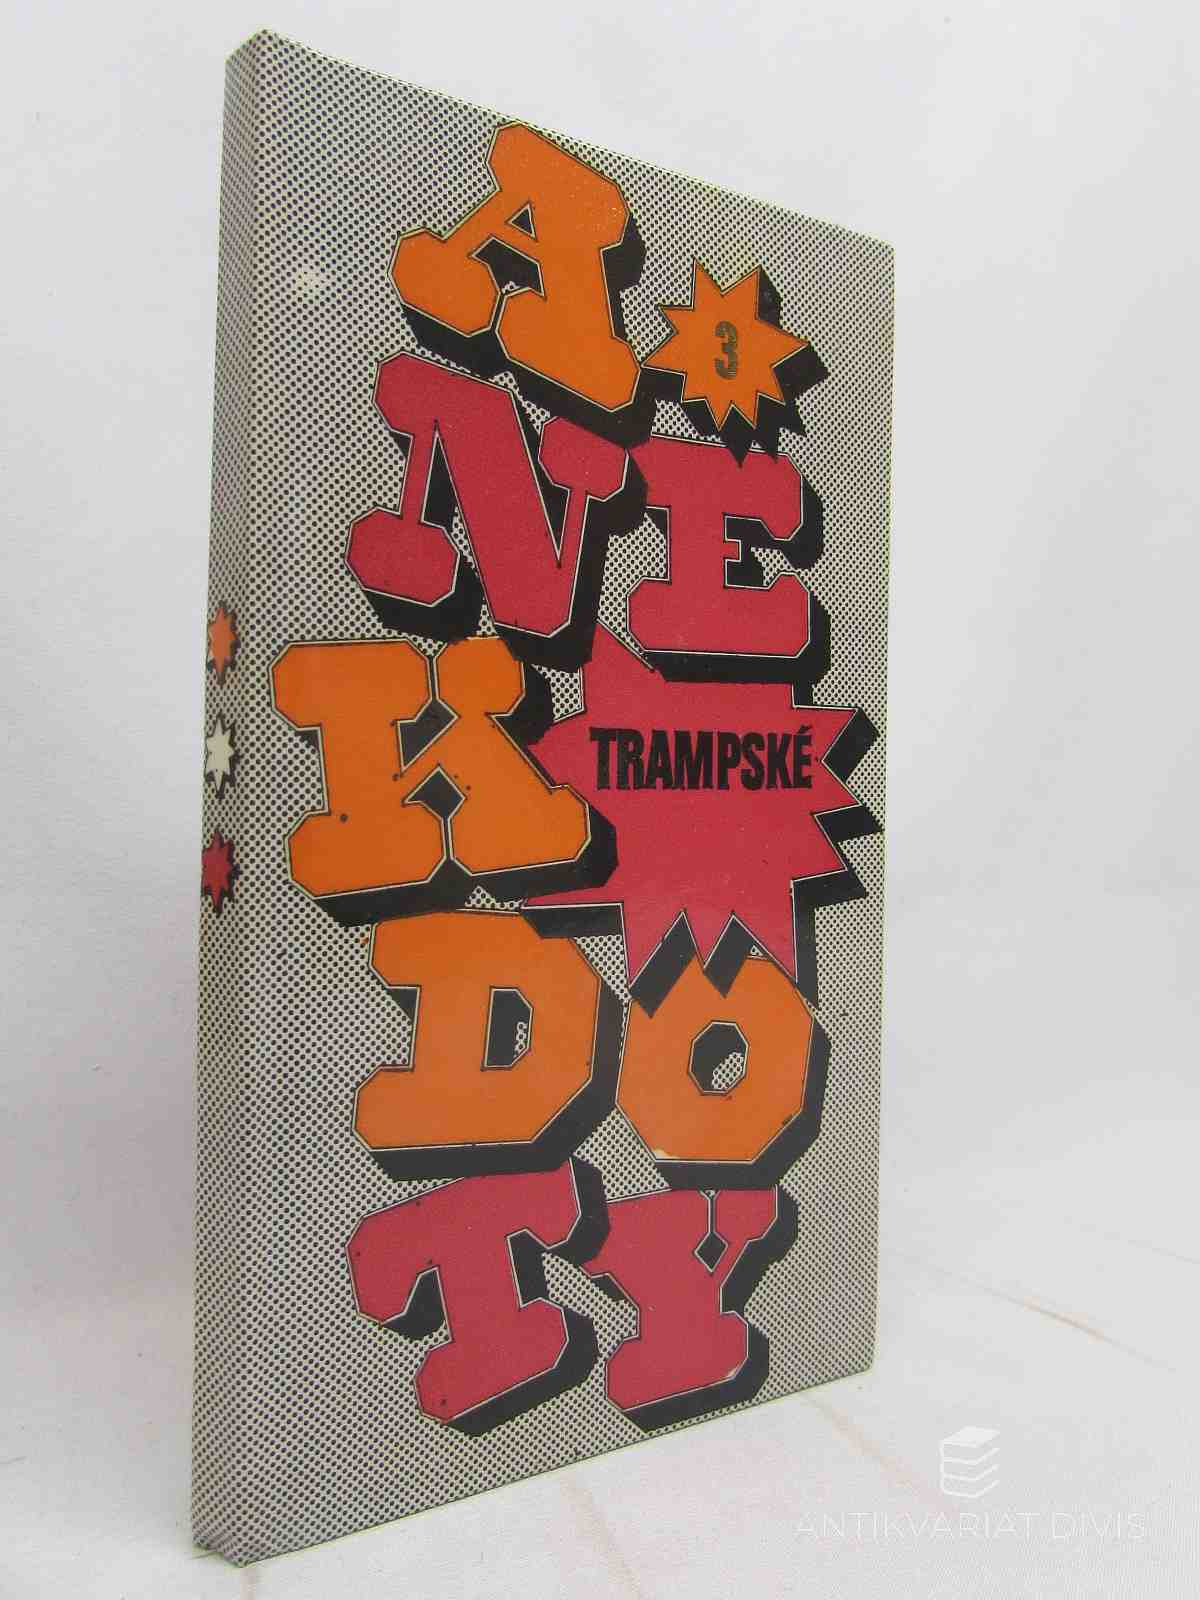 A
3
NE
K
TRAMPSKÉ
DO
TY
ANTIKVARIAT DIVIS